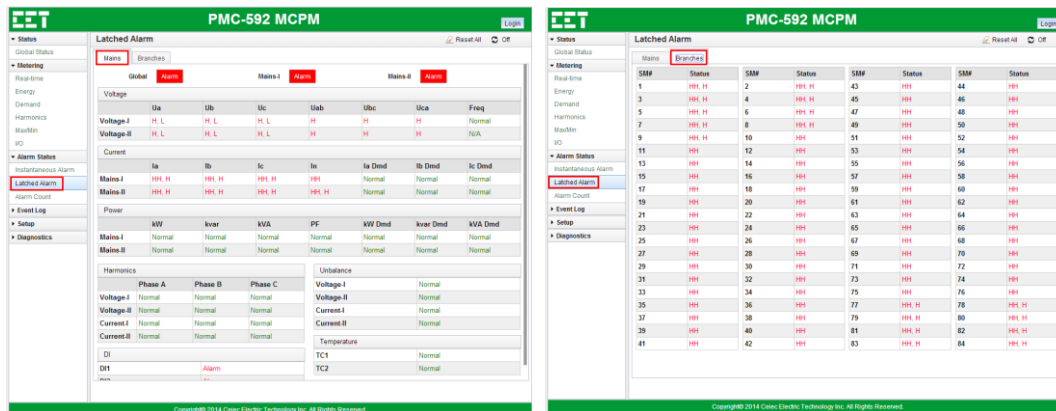 CET PMC-592 MCPM Login
Status
Global Status
Metering
Real-time
Energy
Demand
Harmonics
Max/Min
I/O
Alarm Status
Instantaneous Alarm
Latched Alarm
Alarm Count
Event Log
Setup
Diagnostics
Latched Alarm Reset All Off
Mains Branches
Global Alarm Mains-I Alarm Mains-II Alarm
Voltage
Ua Ub Uc Uab Ubc Uca Freq
Voltage-I H, L H, L H, L H H H Normal
Voltage-II H, L H, L H, L H H H N/A
Current
Ia Ib Ic In Ia Dmd Ib Dmd Ic Dmd
Mains-I HH, H HH, H HH, H HH Normal Normal Normal
Mains-II HH, H HH, H HH, H HH, H Normal Normal Normal
Power
kW kvar kVA PF kW Dmd kvar Dmd kVA Dmd
Mains-I Normal Normal Normal Normal Normal Normal Normal
Mains-II Normal Normal Normal Normal Normal Normal Normal
Harmonics
Phase A Phase B Phase C
Voltage-I Normal Normal Normal
Voltage-II Normal Normal Normal
Current-I Normal Normal Normal
Current-II Normal Normal Normal
DI
DI1 Alarm
Unbalance
Voltage-I Normal
Voltage-II Normal
Current-I Normal
Current-II Normal
Temperature
TC1 Normal
TC2 Normal
Copyright© 2014 Ceiec Electric Technology Inc. All Rights Reserved.
CET PMC-592 MCPM Login
Status
Global Status
Metering
Real-time
Energy
Demand
Harmonics
Max/Min
I/O
Alarm Status
Instantaneous Alarm
Latched Alarm
Alarm Count
Event Log
Setup
Diagnostics
Latched Alarm Reset All Off
Mains Branches
SM# Status SM# Status SM# Status SM# Status
1 HH, H 2 HH, H 43 HH 44 HH
3 HH, H 4 HH, H 45 HH 46 HH
5 HH, H 6 HH, H 47 HH 48 HH
7 HH, H 8 HH, H 49 HH 50 HH
9 HH, H 10 HH 51 HH 52 HH
11 HH 12 HH 53 HH 54 HH
13 HH 14 HH 55 HH 56 HH
15 HH 16 HH 57 HH 58 HH
17 HH 18 HH 59 HH 60 HH
19 HH 20 HH 61 HH 62 HH
21 HH 22 HH 63 HH 64 HH
23 HH 24 HH 65 HH 66 HH
25 HH 26 HH 67 HH 68 HH
27 HH 28 HH 69 HH 70 HH
29 HH 30 HH 71 HH 72 HH
31 HH 32 HH 73 HH 74 HH
33 HH 34 HH 75 HH 76 HH
35 HH 36 HH 77 HH, H 78 HH, H
37 HH 38 HH 79 HH, H 80 HH, H
39 HH 40 HH 81 HH, H 82 HH, H
41 HH 42 HH 83 HH, H 84 HH, H
Copyright© 2014 Ceiec Electric Technology Inc. All Rights Reserved.